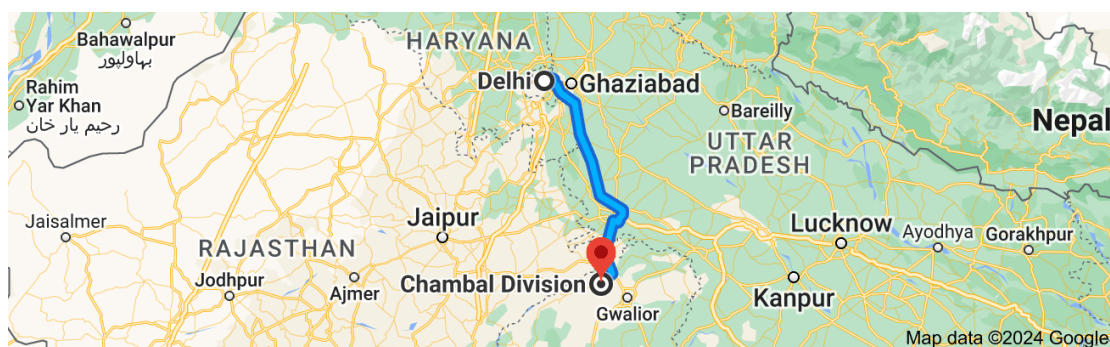 Bahawalpur
بہاولپور
HARYANA
Delhi
Ghaziabad
Rahim
Yar Khan
رحیم یار خان
Bareilly
Nepal
UTTAR
PRADESH
Jaisalmer
Jaipur
RAJASTHAN
Lucknow
Ayodhya
Gorakhpur
Jodhpur
Ajmer
Chambal Division
Kanpur
Gwalior
Map data ©2024 Google